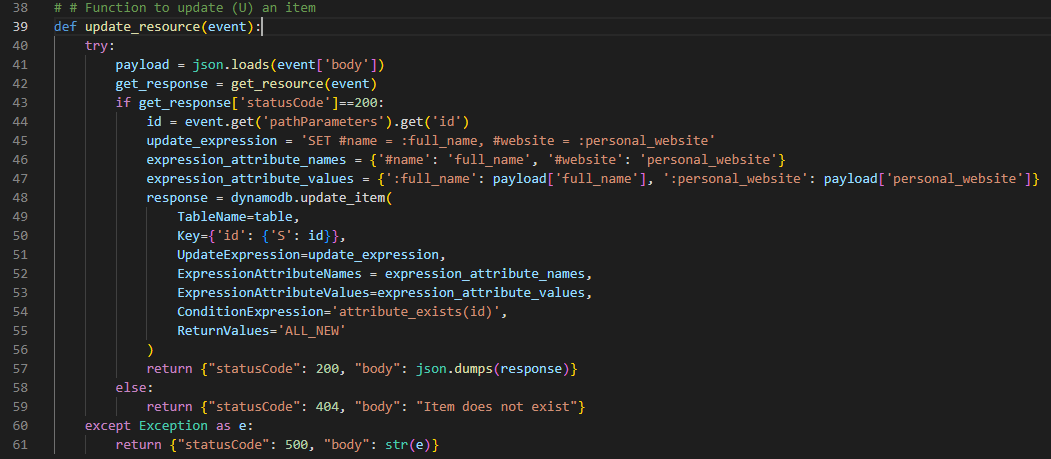 38 # # Function to update (U) an item
39 def update_resource(event):
40     try:
41         payload = json.loads(event['body'])
42         get_response = get_resource(event)
43         if get_response['statusCode']==200:
44             id = event.get('pathParameters').get('id')
45             update_expression = 'SET #name = :full_name, #website = :personal_website'
46             expression_attribute_names = {'#name': 'full_name', '#website': 'personal_website'}
47             expression_attribute_values = {':full_name': payload['full_name'], ':personal_website': payload['personal_website']}
48             response = dynamodb.update_item(
49                 TableName=table,
50                 Key={'id': {'S': id}},
51                 UpdateExpression=update_expression,
52                 ExpressionAttributeNames = expression_attribute_names,
53                 ExpressionAttributeValues=expression_attribute_values,
54                 ConditionExpression='attribute_exists(id)',
55                 ReturnValues='ALL_NEW'
56             )
57             return {"statusCode": 200, "body": json.dumps(response)}
58         else:
59             return {"statusCode": 404, "body": "Item does not exist"}
60     except Exception as e:
61         return {"statusCode": 500, "body": str(e)}